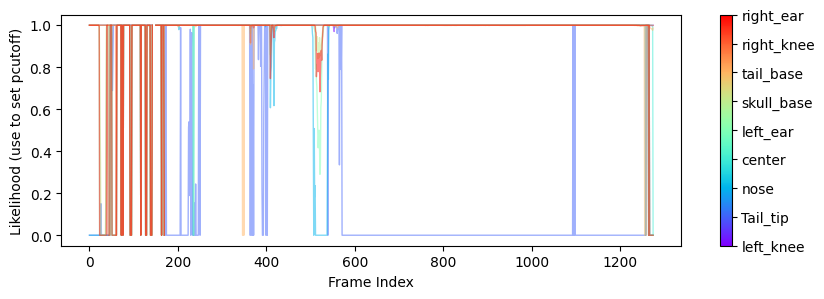 Likelihood (use to set pcutoff)
1.0
0.8
0.6
0.4
0.2
0.0
0
200
400
600
800
1000
1200
Frame Index
right_ear
right_knee
tail_base
skull_base
left_ear
center
nose
Tail_tip
left_knee